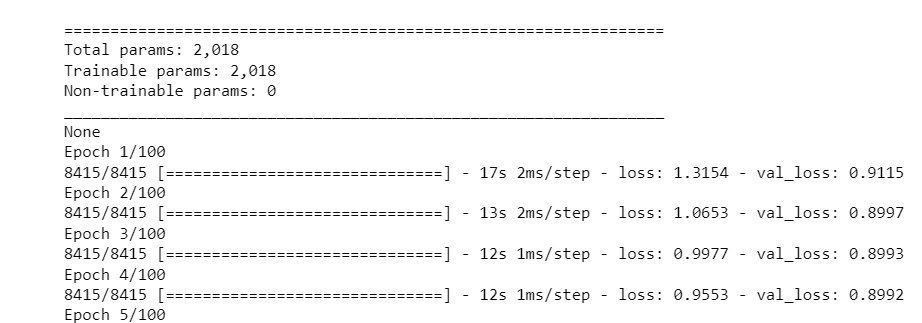 =================================================================
Total params: 2,018
Trainable params: 2,018
Non-trainable params: 0
_________________________________________________________________
None
Epoch 1/100
8415/8415 [==============================] - 17s 2ms/step - loss: 1.3154 - val_loss: 0.9115
Epoch 2/100
8415/8415 [==============================] - 13s 2ms/step - loss: 1.0653 - val_loss: 0.8997
Epoch 3/100
8415/8415 [==============================] - 12s 1ms/step - loss: 0.9977 - val_loss: 0.8993
Epoch 4/100
8415/8415 [==============================] - 12s 1ms/step - loss: 0.9553 - val_loss: 0.8992
Epoch 5/100